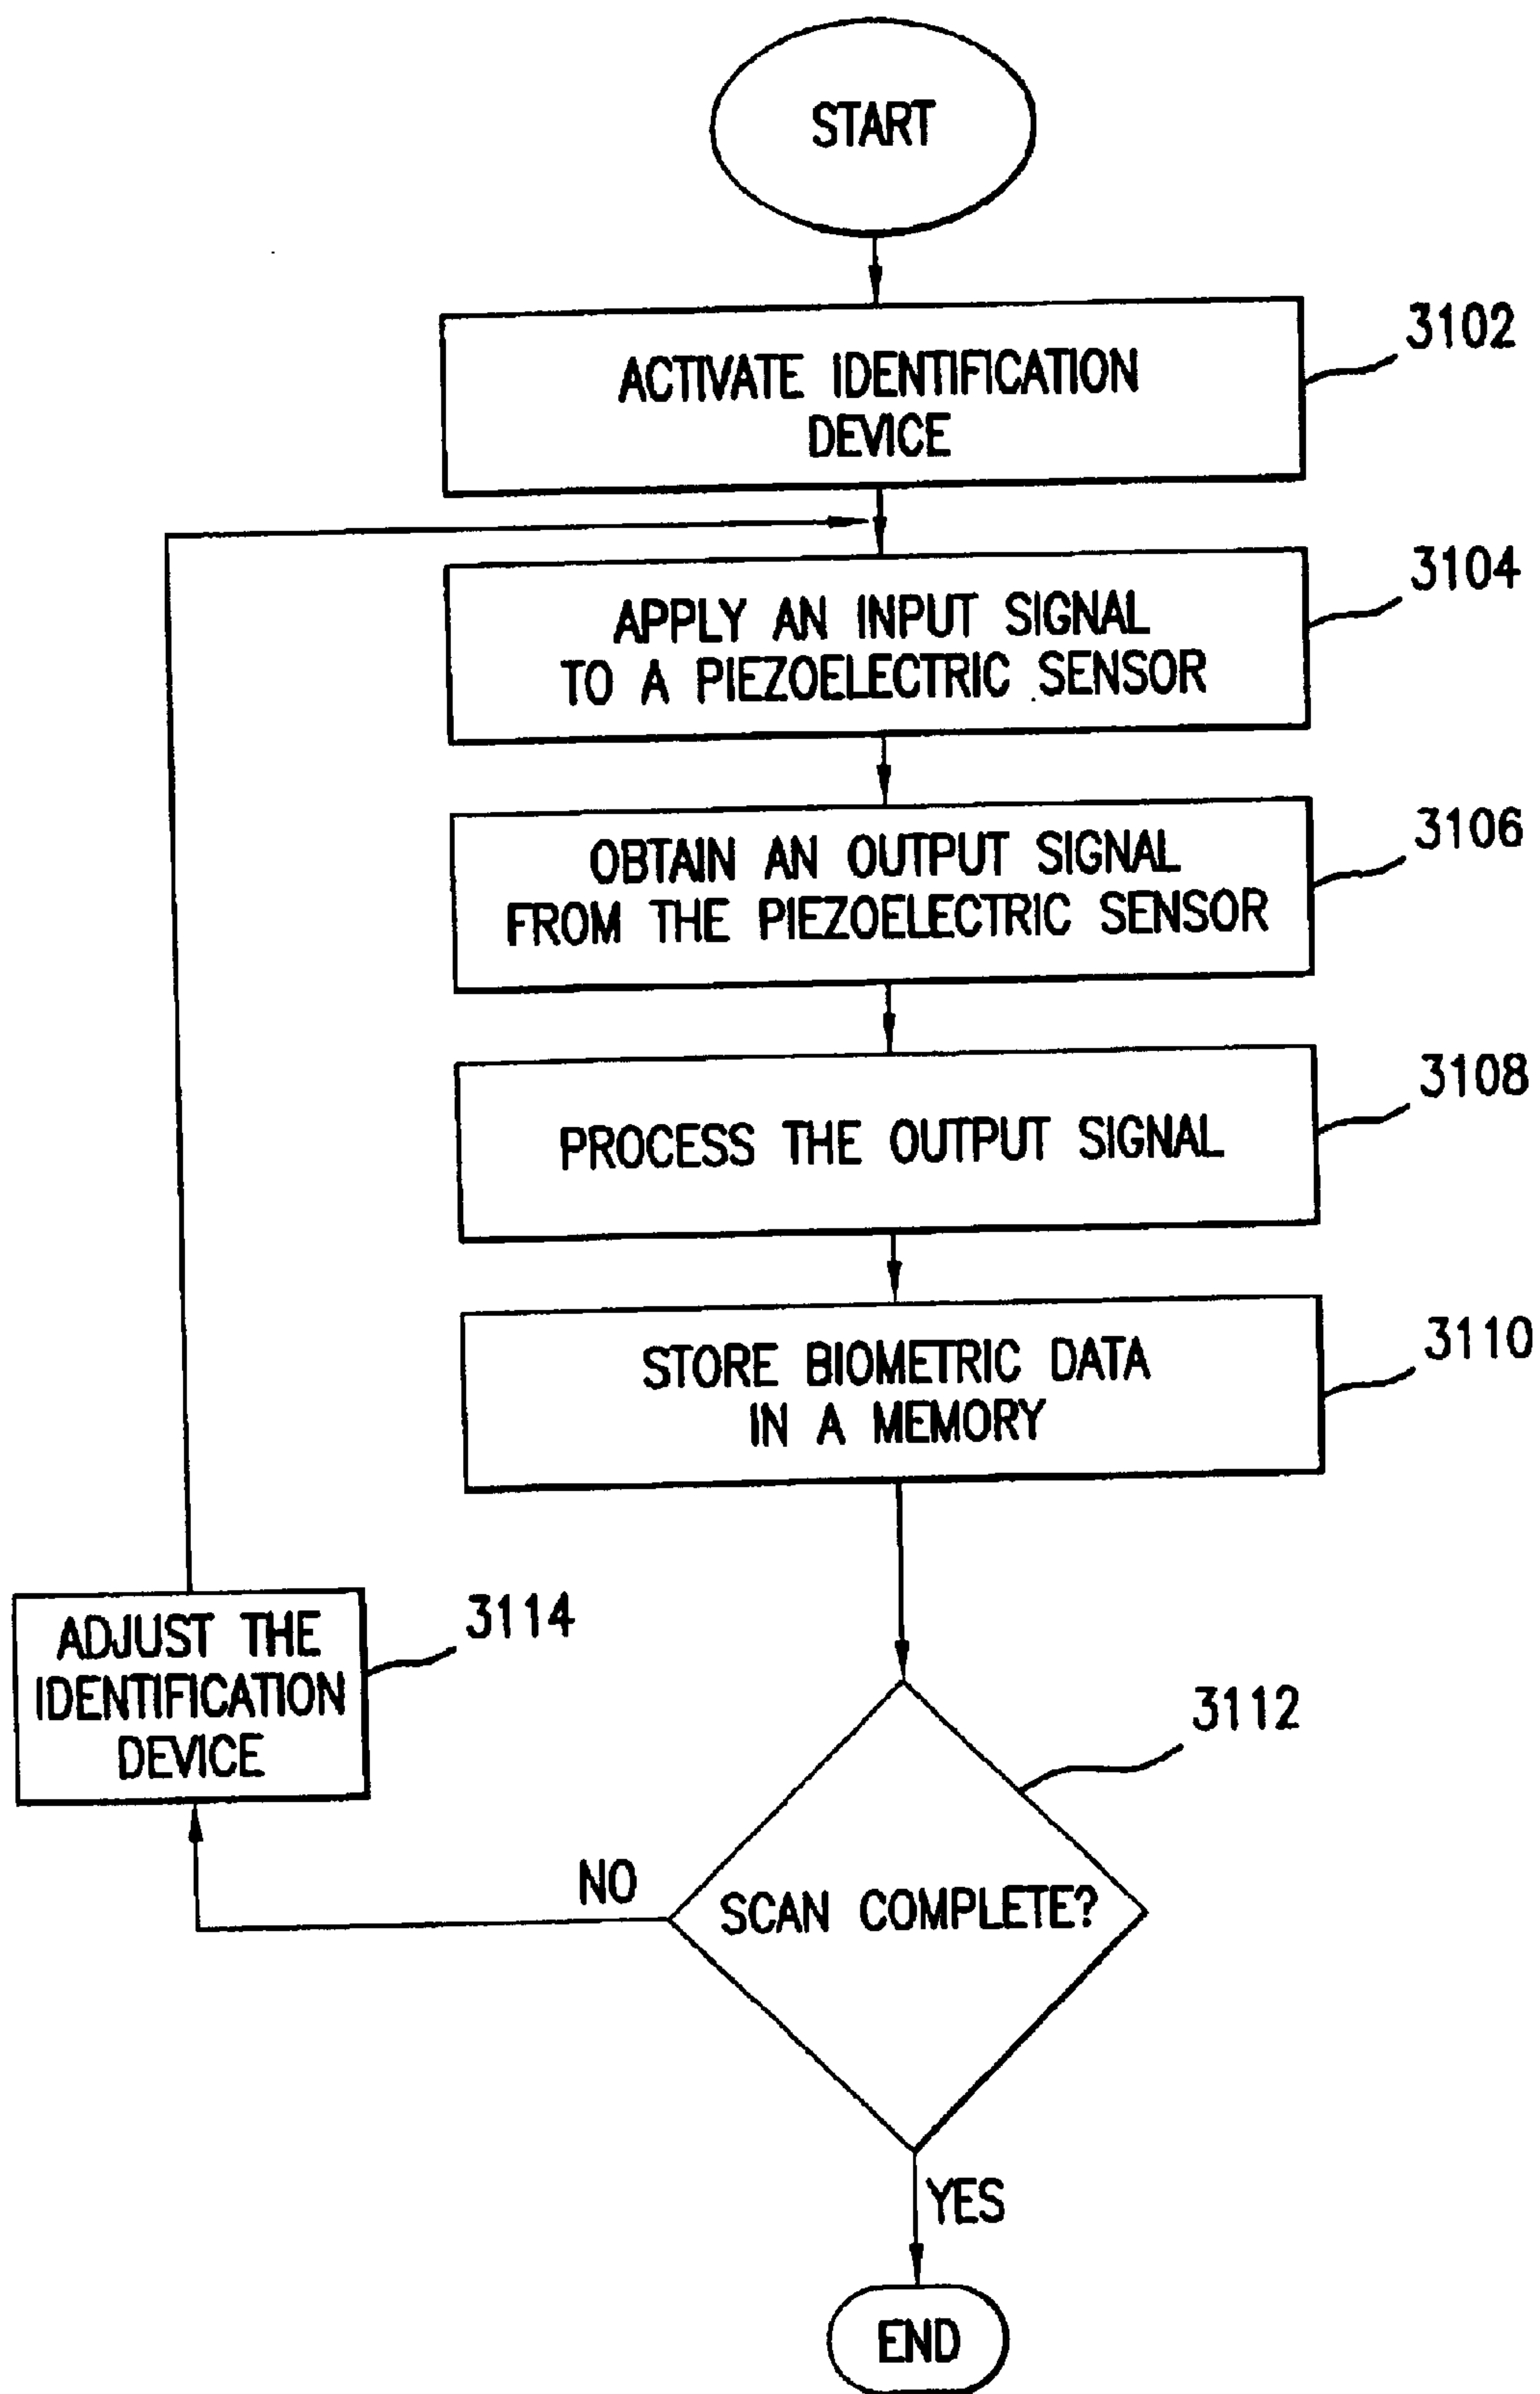 START
ACTIVATE IDENTIFICATION
DEVICE
3102
APPLY AN INPUT SIGNAL
TO A PIEZOELECTRIC SENSOR
3104
OBTAIN AN OUTPUT SIGNAL
FROM THE PIEZOELECTRIC SENSOR
3106
PROCESS THE OUTPUT SIGNAL
3108
STORE BIOMETRIC DATA
IN A MEMORY
3110
ADJUST THE
IDENTIFICATION
DEVICE
3114
3112
NO
SCAN COMPLETE?
YES
END